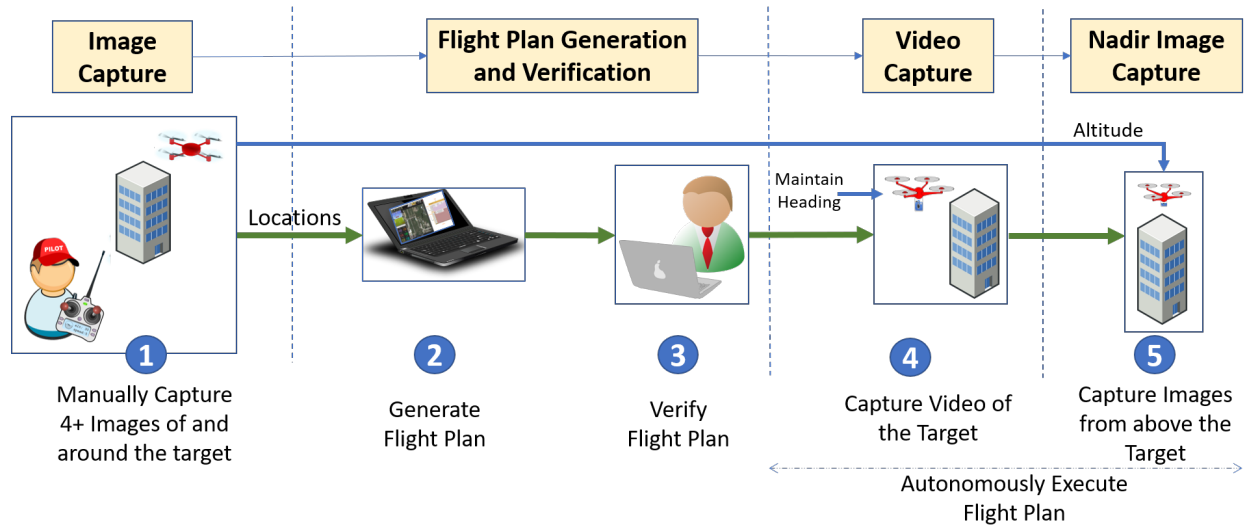 Image
Capture
Flight Plan Generation
and Verification
Video
Capture
Nadir Image
Capture
Altitude
PILOT
Locations
Maintain
Heading
1
Manually Capture
4+ Images of and
around the target
2
Generate
Flight Plan
3
Verify
Flight Plan
4
Capture Video of
the Target
5
Capture Images
from above the
Target
Autonomously Execute
Flight Plan